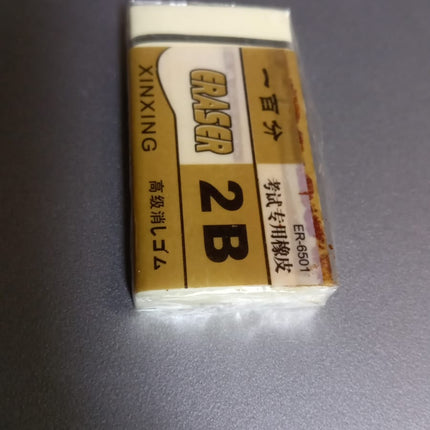 一百分
ERASER
XINXING
2B
考试专用橡皮
ER-6501
高级消しゴム